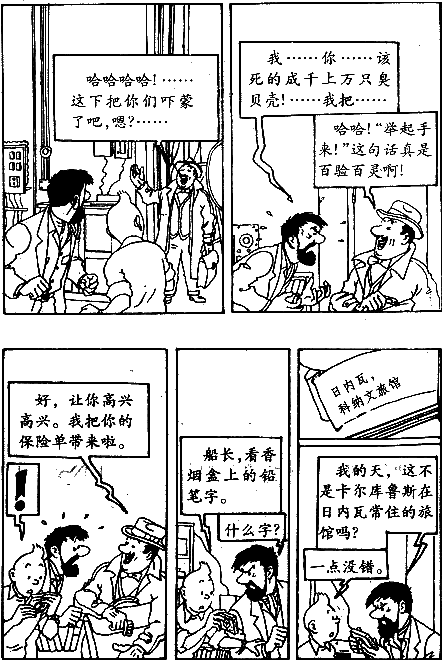 哈哈哈哈!……
这下把你们吓蒙
了吧,嗯?……
我……你……该
死的成千上万只臭
贝壳!……我把……
哈哈!“举起手
来!”这句话真是
百验百灵啊!
好,让你高兴
高兴。我把你的
保险单带来啦。
!
船长,看香
烟盒上的铅
笔字。
什么字?
日内瓦,
科纳文旅馆
我的天,这不
是卡尔库鲁斯在
日内瓦常住的旅
馆吗?
一点没错。